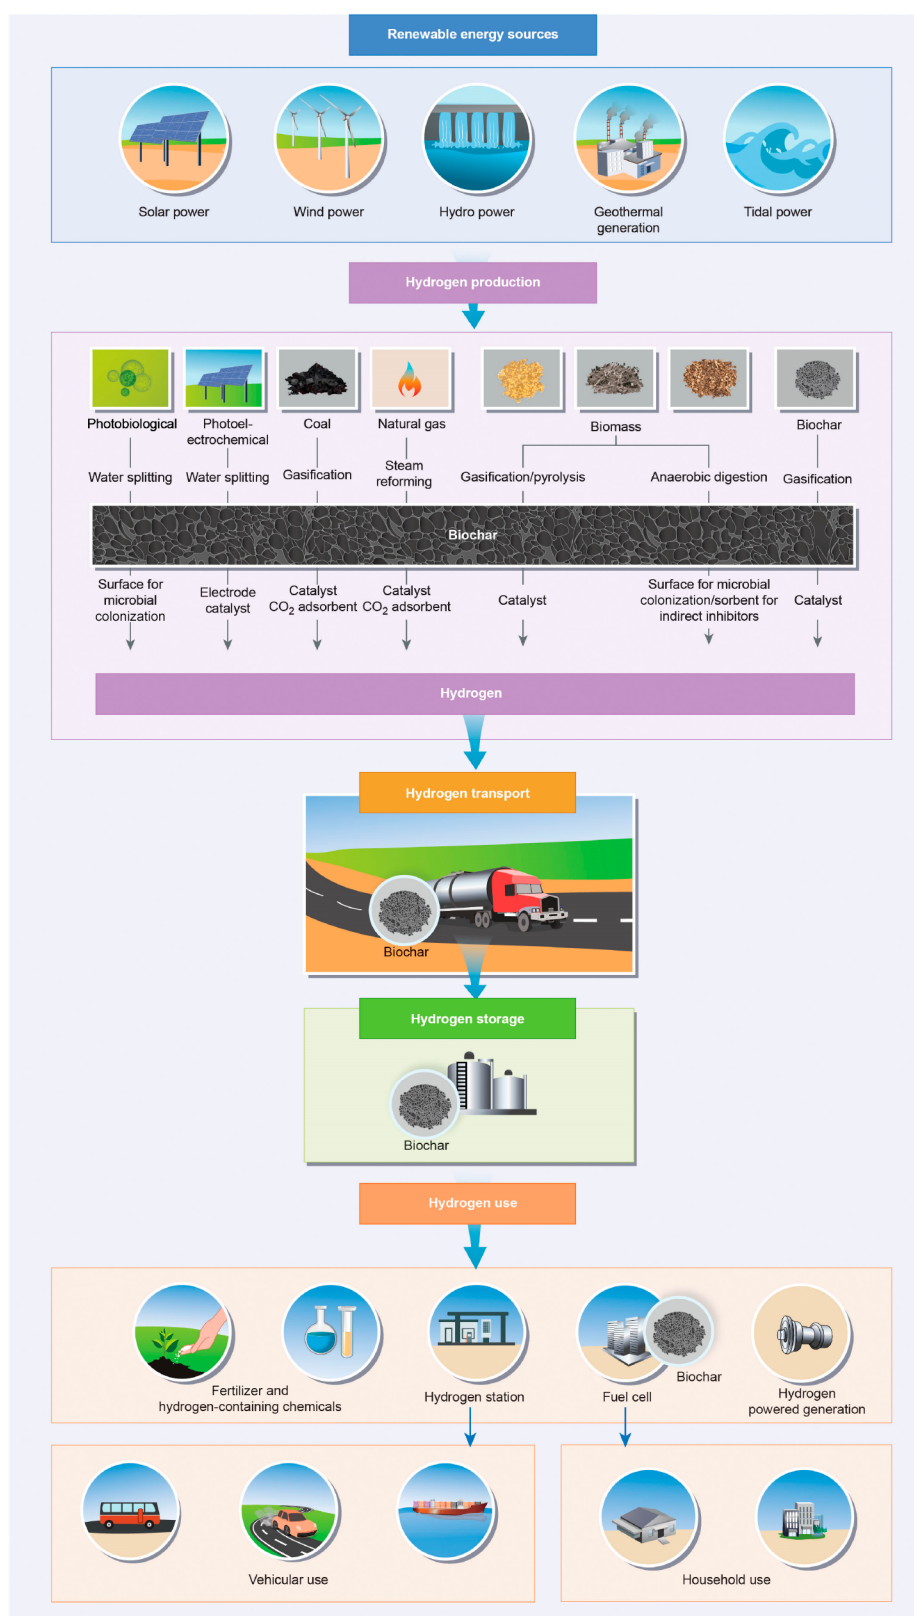 Renewable energy sources
Solar power
Wind power
Hydro power
Geothermal
generation
Tidal power
Hydrogen production
Photobiological
Photoel-
ectrochemical
Coal
Natural gas
Biomass
Biochar
Water splitting
Water splitting
Gasification
Steam
reforming
Gasification/pyrolysis
Anaerobic digestion
Gasification
Biochar
Surface for
microbial
colonization
Electrode
catalyst
Catalyst
CO2 adsorbent
Catalyst
CO2 adsorbent
Catalyst
Surface for microbial
colonization/sorbent for
indirect inhibitors
Catalyst
Hydrogen
Hydrogen transport
Biochar
Hydrogen storage
Biochar
Hydrogen use
Fertilizer and
hydrogen-containing chemicals
Hydrogen station
Fuel cell
Biochar
Hydrogen
powered generation
Vehicular use
Household use